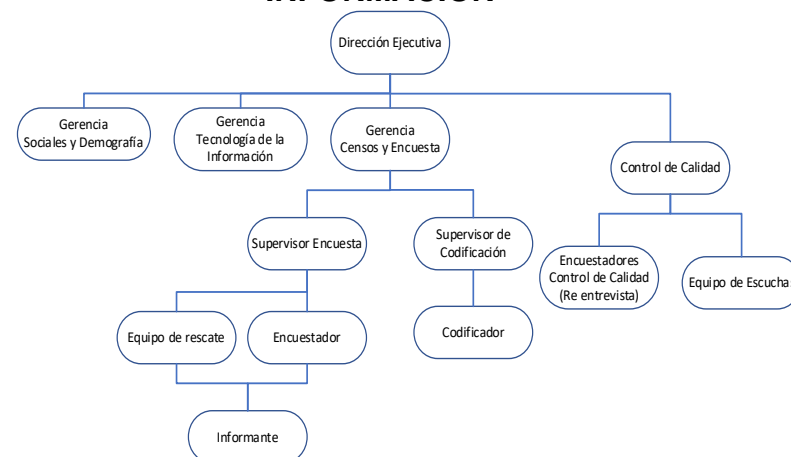 Dirección Ejecutiva
Gerencia
Sociales y Demografía
Gerencia
Tecnología de la
Información
Gerencia
Censos y Encuesta
Control de Calidad
Supervisor Encuesta
Supervisor de
Codificación
Encuestadores
Control de Calidad
(Re entrevista)
Equipo de Escucha
Equipo de rescate
Encuestador
Codificador
Informante